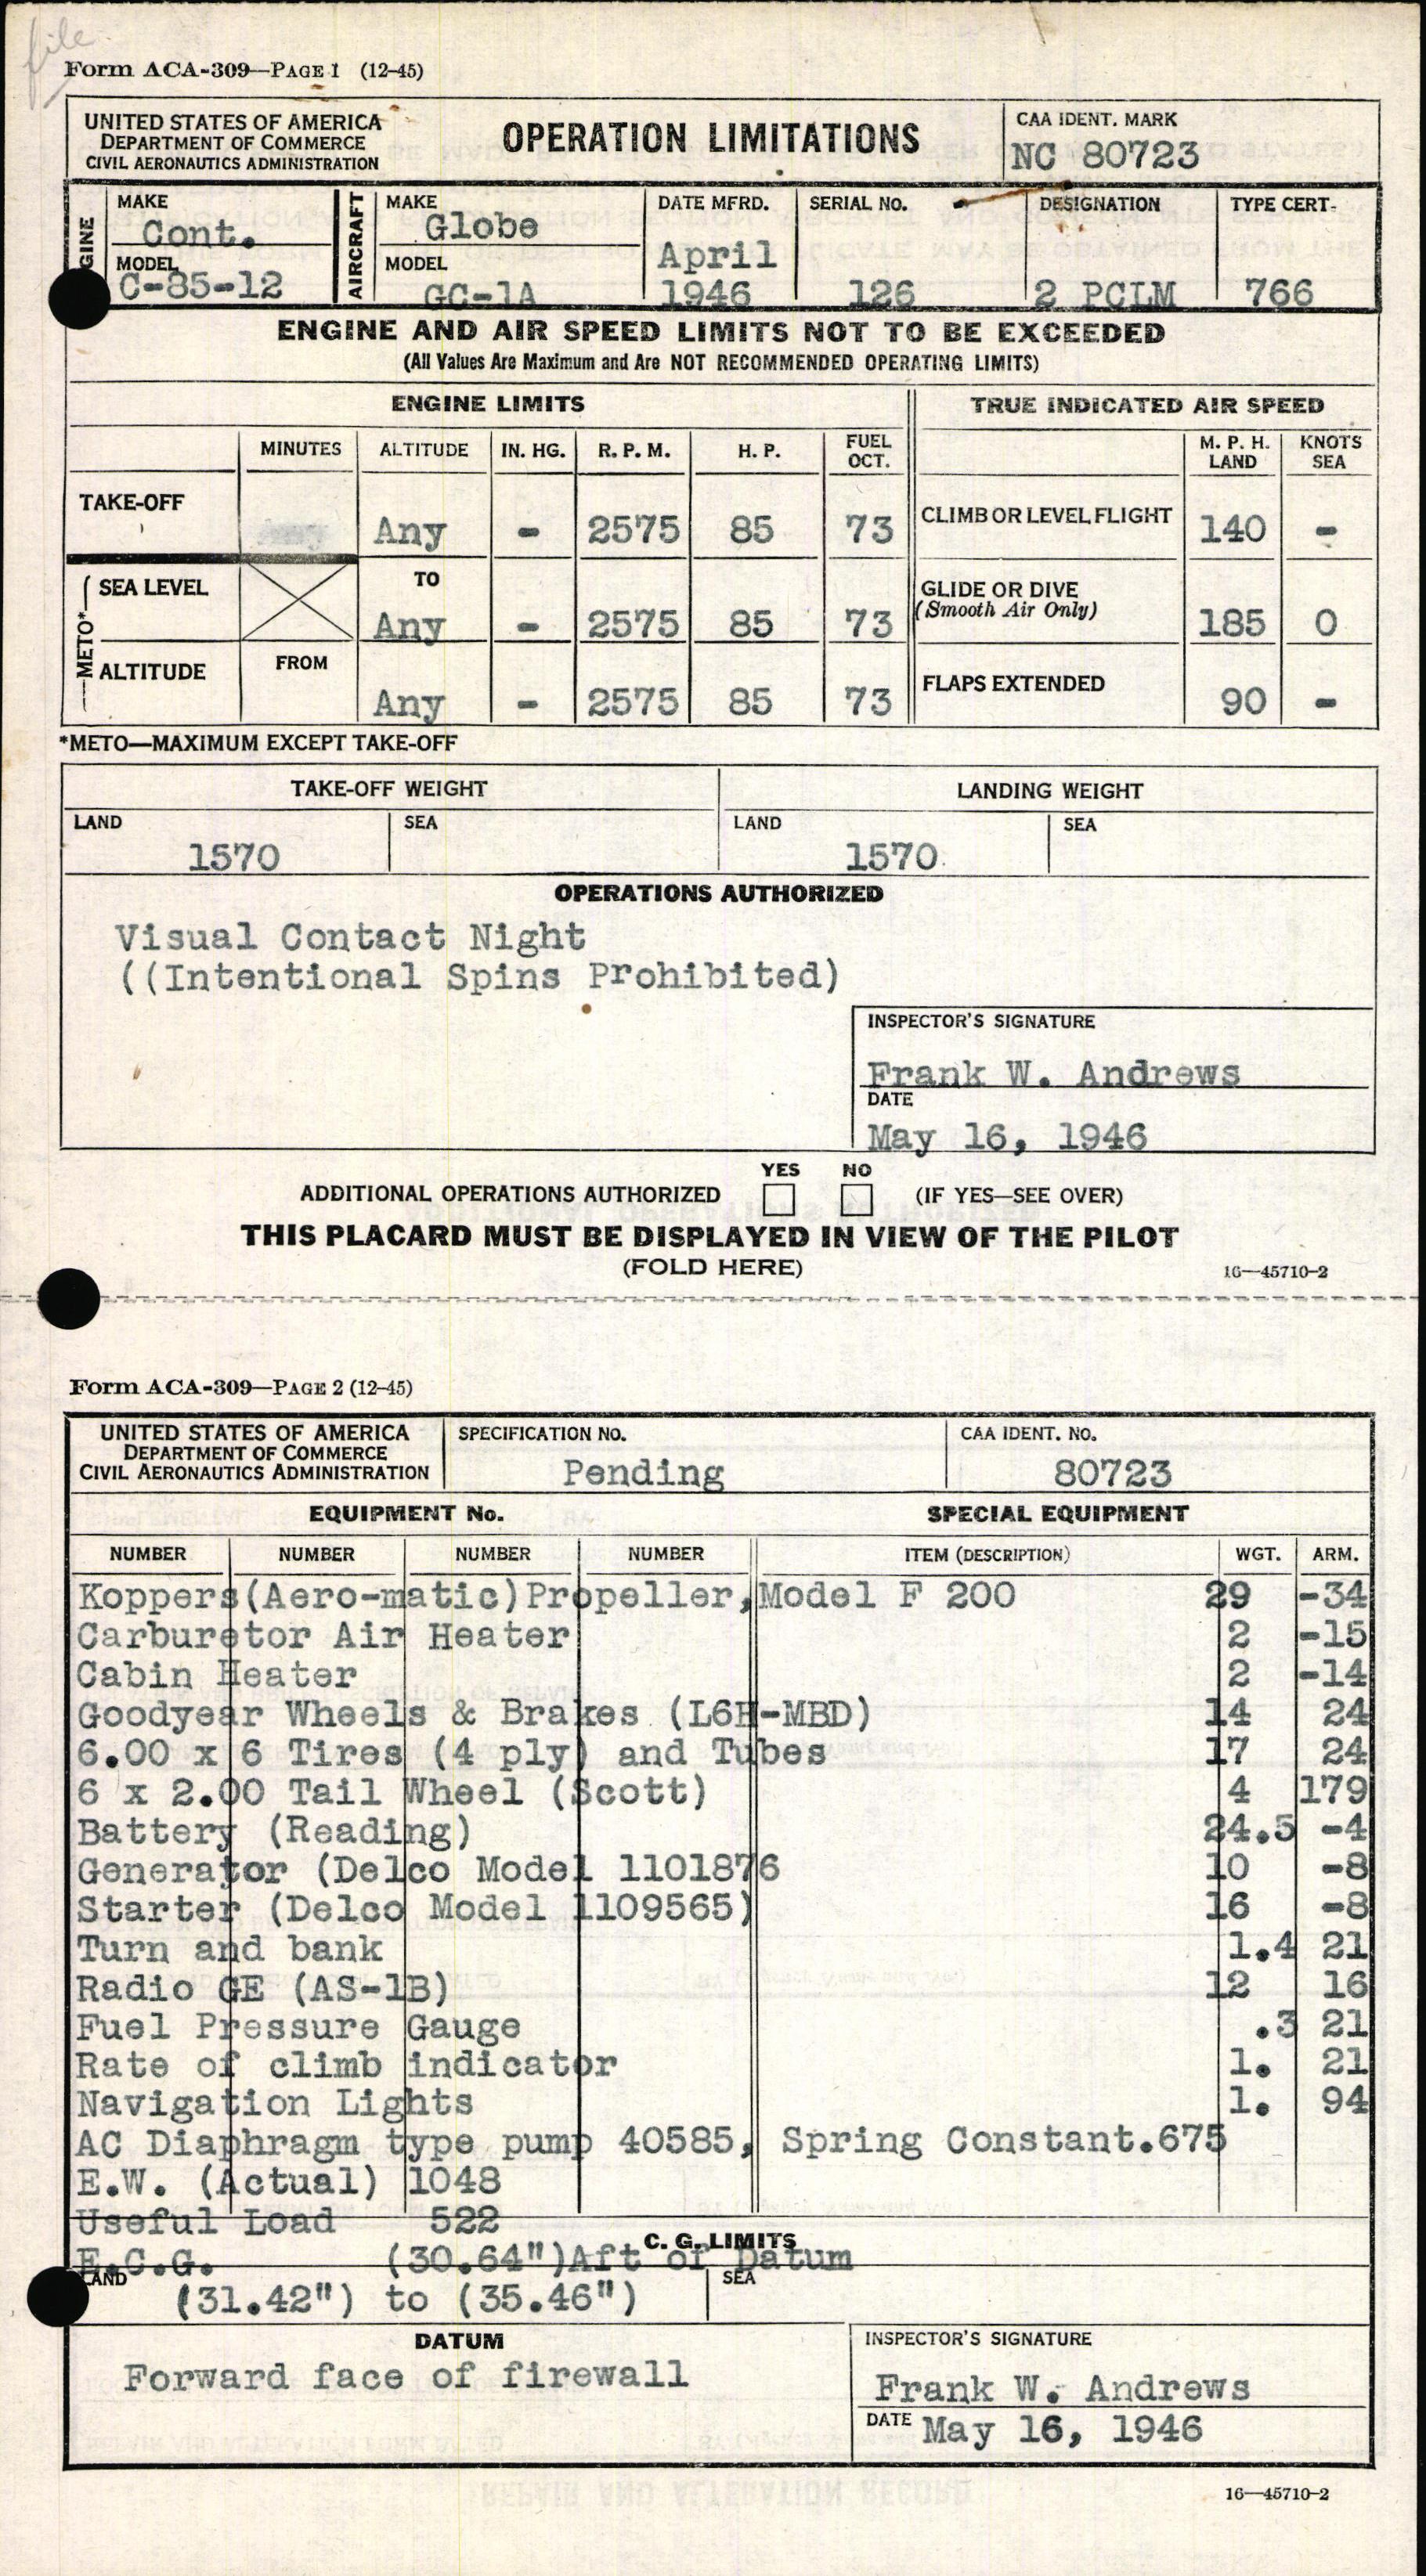 file
Form ACA-309—PAGE 1 (12-45)
UNITED STATES OF AMERICA
DEPARTMENT OF COMMERCE
CIVIL AERONAUTICS ADMINISTRATION
OPERATION LIMITATIONS
CAA IDENT. MARK
NC 80723
GINE
MAKE
Cont.
MODEL
C-85-12
AIRCRAFT
MAKE
Globe
MODEL
GC-1A
DATE MFRD.
April
1946
SERIAL NO.
126
DESIGNATION
2 PCLM
TYPE CERT.
766
ENGINE AND AIR SPEED LIMITS NOT TO BE EXCEEDED
(All Values Are Maximum and Are NOT RECOMMENDED OPERATING LIMITS)
ENGINE LIMITS
TRUE INDICATED AIR SPEED
MINUTES ALTITUDE IN. HG. R. P. M. H. P. FUEL OCT.
M. P. H. LAND KNOTS SEA
TAKE-OFF Any - 2575 85 73
CLIMB OR LEVEL FLIGHT 140 -
METO*
SEA LEVEL TO Any - 2575 85 73
GLIDE OR DIVE
(Smooth Air Only) 185 0
ALTITUDE FROM Any - 2575 85 73
FLAPS EXTENDED 90 -
*METO—MAXIMUM EXCEPT TAKE-OFF
TAKE-OFF WEIGHT LANDING WEIGHT
LAND SEA LAND SEA
1570 1570
OPERATIONS AUTHORIZED
Visual Contact Night
((Intentional Spins Prohibited)
INSPECTOR'S SIGNATURE
Frank W. Andrews
DATE
May 16, 1946
YES NO
ADDITIONAL OPERATIONS AUTHORIZED (IF YES—SEE OVER)
THIS PLACARD MUST BE DISPLAYED IN VIEW OF THE PILOT
(FOLD HERE)
16—45710-2
Form ACA-309—PAGE 2 (12-45)
UNITED STATES OF AMERICA
DEPARTMENT OF COMMERCE
CIVIL AERONAUTICS ADMINISTRATION
SPECIFICATION NO.
Pending
CAA IDENT. NO.
80723
EQUIPMENT No. SPECIAL EQUIPMENT
NUMBER NUMBER NUMBER NUMBER ITEM (DESCRIPTION) WGT. ARM.
Koppers(Aero-matic)Propeller,Model F 200 29 -34
Carburetor Air Heater 2 -15
Cabin Heater 2 -14
Goodyear Wheels & Brakes (L6H-MBD) 14 24
6.00 x 6 Tires (4 ply) and Tubes 17 24
6 x 2.00 Tail Wheel (Scott) 4 179
Battery (Reading) 24.5 -4
Generator (Delco Model 1101876 10 -8
Starter (Delco Model 1109565) 16 -8
Turn and bank 1.4 21
Radio GE (AS-1B) 12 16
Fuel Pressure Gauge .3 21
Rate of climb indicator 1. 21
Navigation Lights 1. 94
AC Diaphragm type pump 40585, Spring Constant.675
E.W. (Actual) 1048
Useful Load 522
C. G. LIMITS
E.C.G. (30.64")Aft of Datum
LAND SEA
(31.42") to (35.46")
DATUM
Forward face of firewall
INSPECTOR'S SIGNATURE
Frank W. Andrews
DATE May 16, 1946
16—45710-2